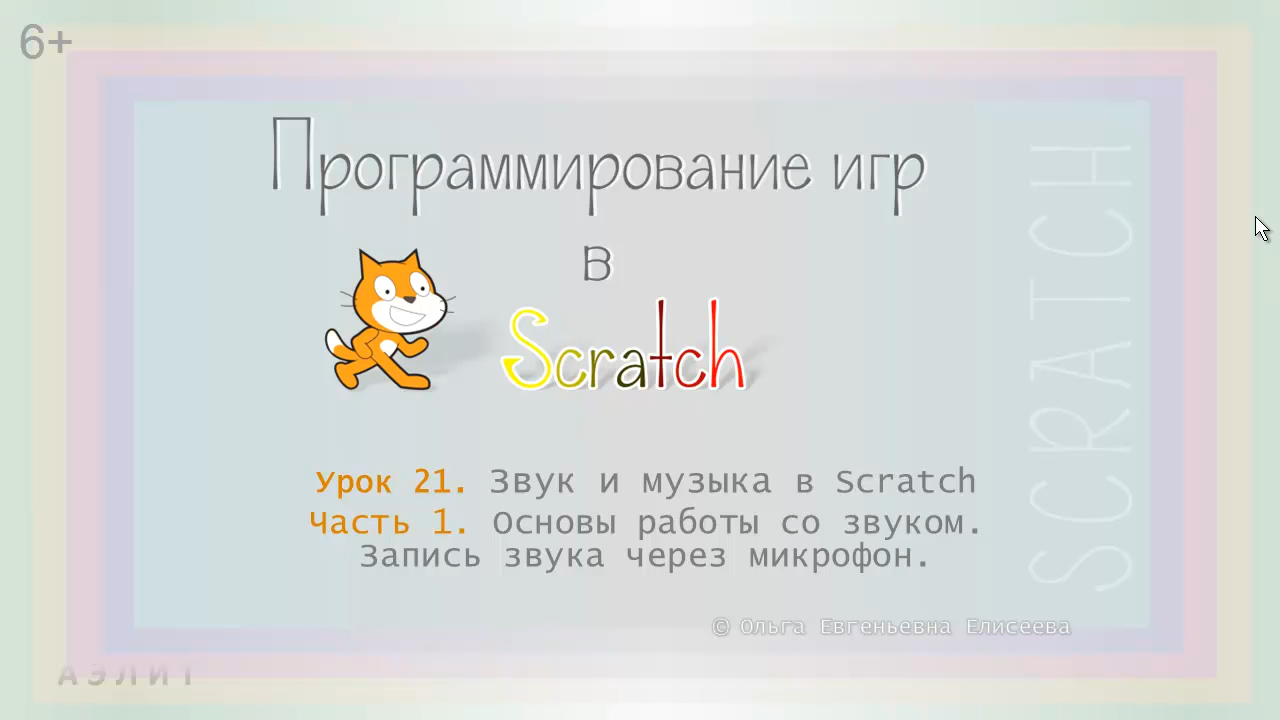 6+
Программирование игр
в
Scratch
SCRATCH
Урок 21. Звук и музыка в Scratch
Часть 1. Основы работы со звуком.
Запись звука через микрофон.
© Ольга Евгеньевна Елисеева
АЭЛИТ